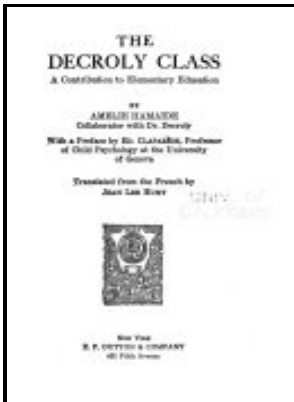 THE
DECROLY CLASS
A Contribution to Elementary Education
BY
AMELIE HAMAIDE
Collaborator with Dr. Decroly
With a Preface by Ed. Claparède, Professor
of Child Psychology at the University
of Geneva
Translated from the French by
Jean Lee Hunt
UNIV. OF
New York
E. P. DUTTON & COMPANY
681 Fifth Avenue